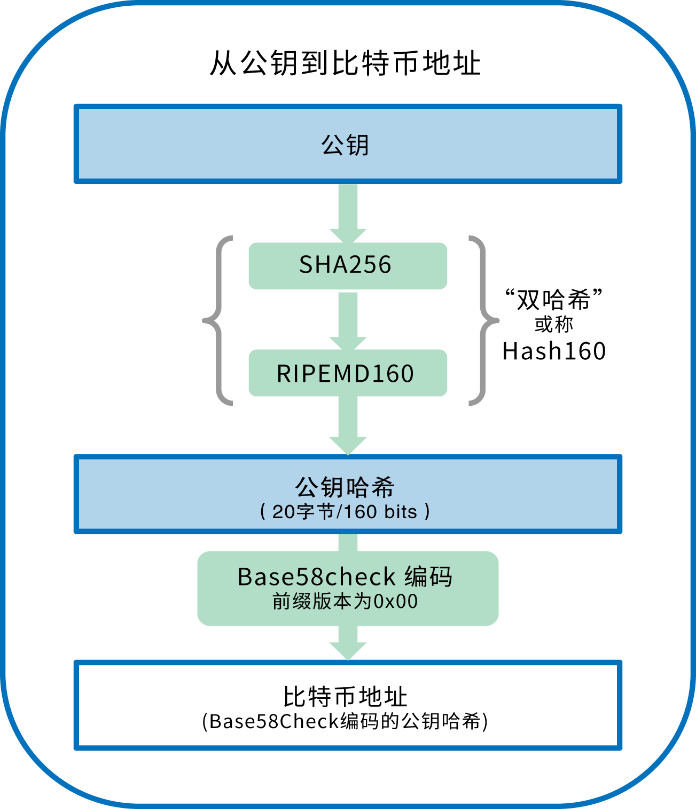 从公钥到比特币地址
公钥
SHA256
“双哈希”
或称
Hash160
RIPEMD160
公钥哈希
( 20字节/160 bits )
Base58check 编码
前缀版本为0x00
比特币地址
(Base58Check编码的公钥哈希)